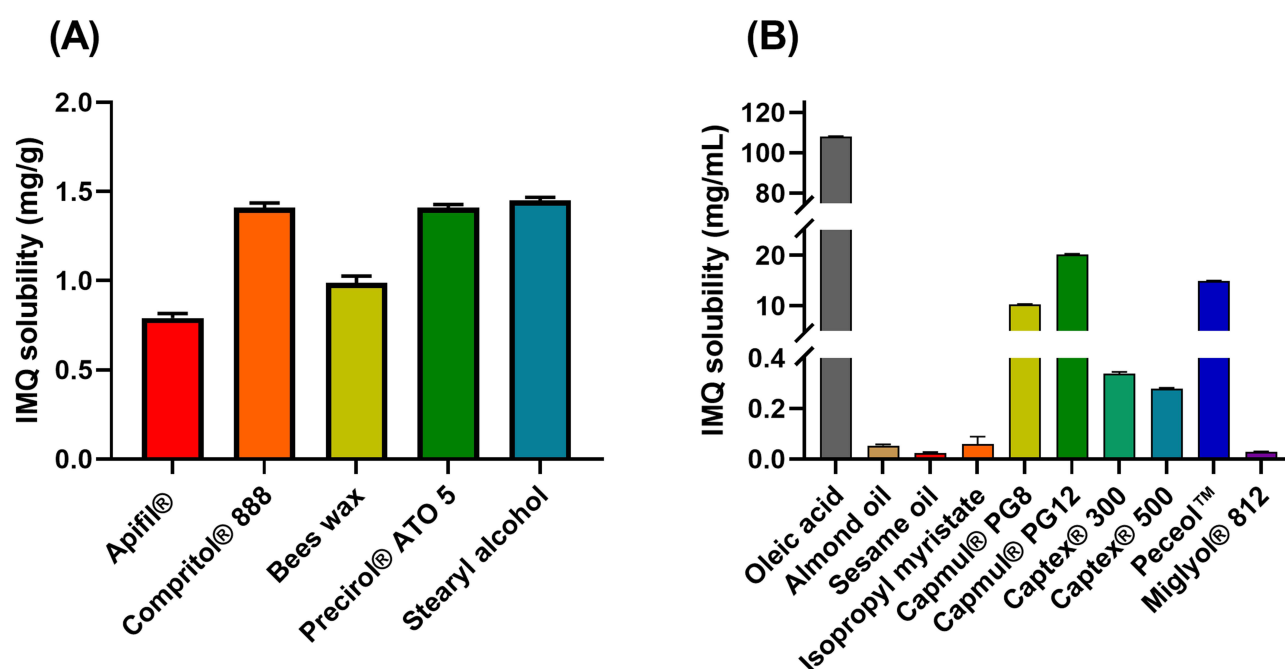 (A)
IMQ solubility (mg/g)
2.0
1.5
1.0
0.5
0.0
Apifil®
Compritol® 888
Bees wax
Precirol® ATO 5
Stearyl alcohol
(B)
IMQ solubility (mg/mL)
120
100
80
20
10
0.4
0.2
0.0
Oleic acid
Almond oil
Sesame oil
Isopropyl myristate
Capmul® PG8
Capmul® PG12
Captex® 300
Captex® 500
Peceol™
Miglyol® 812